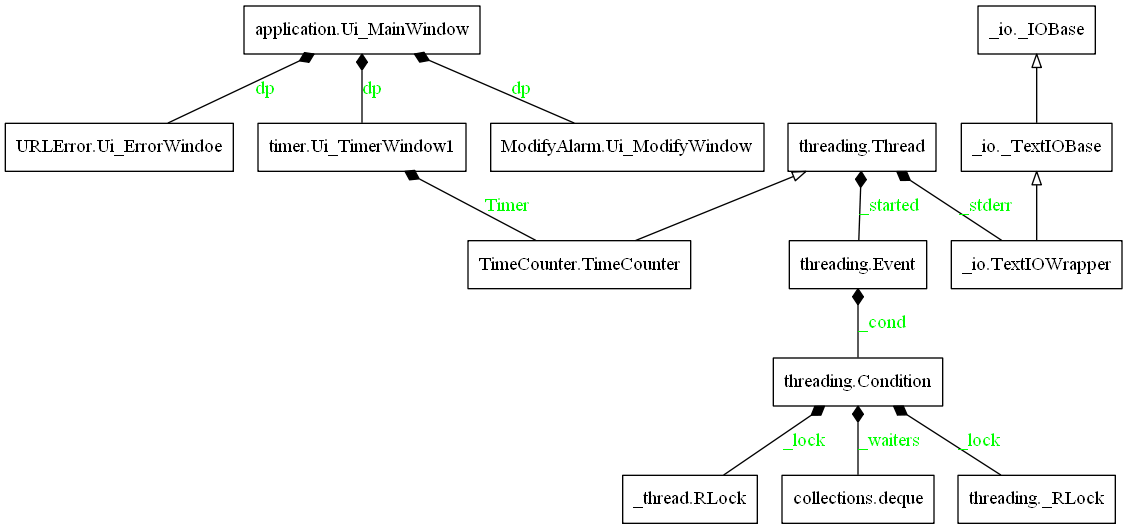 application.Ui_MainWindow
_io._IOBase
dp
dp
dp
URLError.Ui_ErrorWindoe
timer.Ui_TimerWindow1
ModifyAlarm.Ui_ModifyWindow
threading.Thread
_io._TextIOBase
Timer
_started
_stderr
TimeCounter.TimeCounter
threading.Event
_io.TextIOWrapper
_cond
threading.Condition
_lock
_waiters
_lock
_thread.RLock
collections.deque
threading._RLock